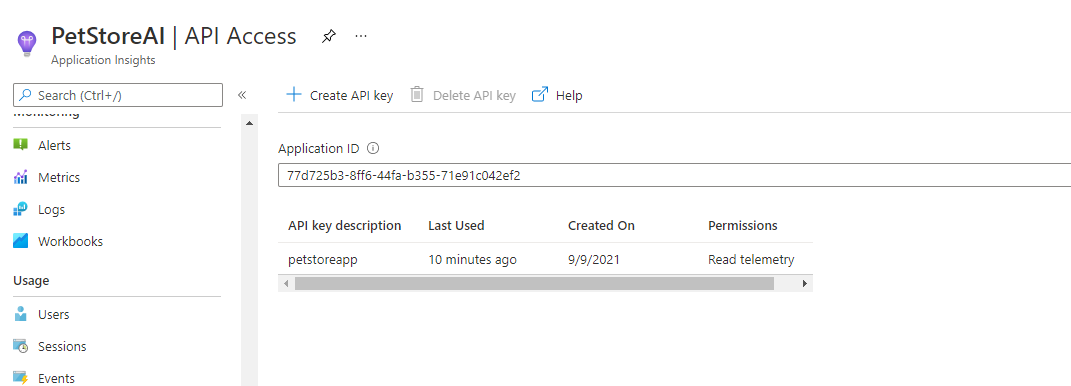 PetStoreAI | API Access
Application Insights
Search (Ctrl+/)
Monitoring
Alerts
Metrics
Logs
Workbooks
Usage
Users
Sessions
Events
Create API key Delete API key Help
Application ID
77d725b3-8ff6-44fa-b355-71e91c042ef2
API key description Last Used Created On Permissions
petstoreapp 10 minutes ago 9/9/2021 Read telemetry